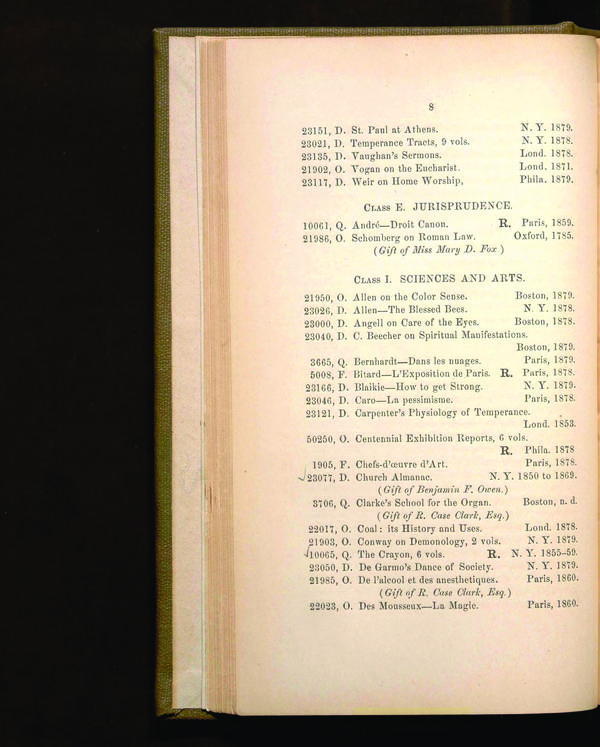 8
23151, D. St. Paul at Athens. N. Y. 1879.
23021, D. Temperance Tracts, 9 vols. N. Y. 1878.
23135, D. Vaughan's Sermons. Lond. 1878.
21902, O. Vogan on the Eucharist. Lond. 1871.
23117, D. Weir on Home Worship, Phila. 1879.
Class E. JURISPRUDENCE.
10061, Q. André—Droit Canon. R. Paris, 1859.
21986, O. Schomberg on Roman Law. Oxford, 1785.
(Gift of Miss Mary D. Fox )
Class I. SCIENCES AND ARTS.
21950, O. Allen on the Color Sense. Boston, 1879.
23026, D. Allen—The Blessed Bees. N. Y. 1878.
23000, D. Angell on Care of the Eyes. Boston, 1878.
23040, D. C. Beecher on Spiritual Manifestations.
Boston, 1879.
3665, Q. Bernhardt—Dans les nuages. Paris, 1879.
5008, F. Bitard—L'Exposition de Paris. R. Paris, 1878.
23166, D. Blaikie—How to get Strong. N. Y. 1879.
23046, D. Caro—La pessimisme. Paris, 1878.
23121, D. Carpenter's Physiology of Temperance.
Lond. 1853.
50250, O. Centennial Exhibition Reports, 6 vols.
R. Phila. 1878
1905, F. Chefs-d'œuvre d'Art. Paris, 1878.
23077, D. Church Almanac. N. Y. 1850 to 1869.
(Gift of Benjamin F. Owen.)
3706, Q. Clarke's School for the Organ. Boston, n. d.
(Gift of R. Case Clark, Esq.)
22017, O. Coal: its History and Uses. Lond. 1878.
21903, O. Conway on Demonology, 2 vols. N. Y. 1879.
10065, Q. The Crayon, 6 vols. R. N. Y. 1855–59.
23050, D. De Garmo's Dance of Society. N. Y. 1879.
21985, O. De l'alcool et des anesthetiques. Paris, 1860.
(Gift of R. Case Clark, Esq.)
22023, O. Des Mousseux—La Magie. Paris, 1860.